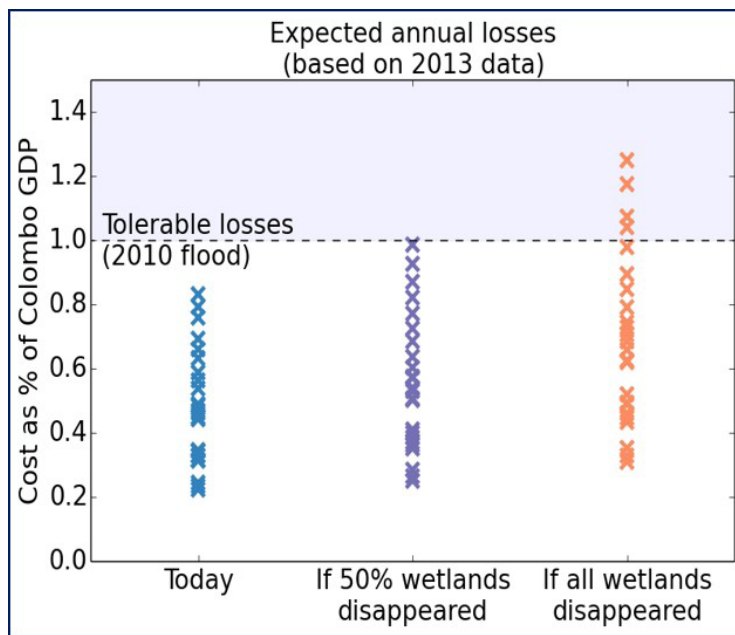 Expected annual losses
(based on 2013 data)
Cost as % of Colombo GDP
1.4
1.2
1.0
0.8
0.6
0.4
0.2
0.0
Tolerable losses
(2010 flood)
Today
If 50% wetlands
disappeared
If all wetlands
disappeared